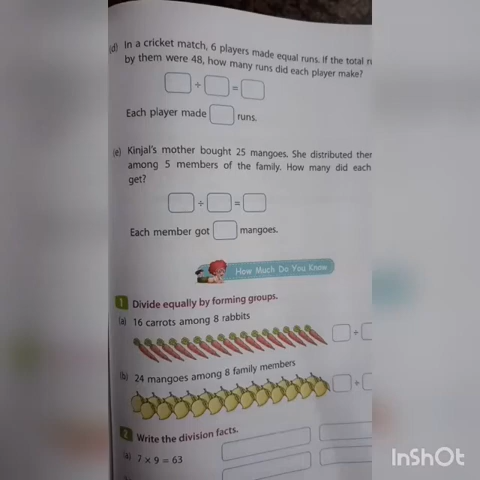 (d) In a cricket match, 6 players made equal runs. If the total
by them were 48, how many runs did each player make?
÷ =
Each player made runs.
(e) Kinjal's mother bought 25 mangoes. She distributed
among 5 members of the family. How many did each
get?
÷ =
Each member got mangoes.
How Much Do You Know
1 Divide equally by forming groups.
(a) 16 carrots among 8 rabbits
÷
(b) 24 mangoes among 8 family members
÷
2 Write the division facts.
(a) 7 × 9 = 63
InShOt